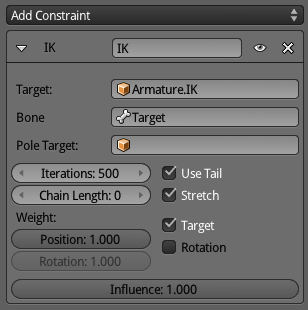 Add Constraint
IK IK
Target: Armature.IK
Bone Target
Pole Target:
Iterations: 500 Use Tail
Chain Length: 0 Stretch
Weight: Target
Position: 1.000 Rotation
Rotation: 1.000
Influence: 1.000